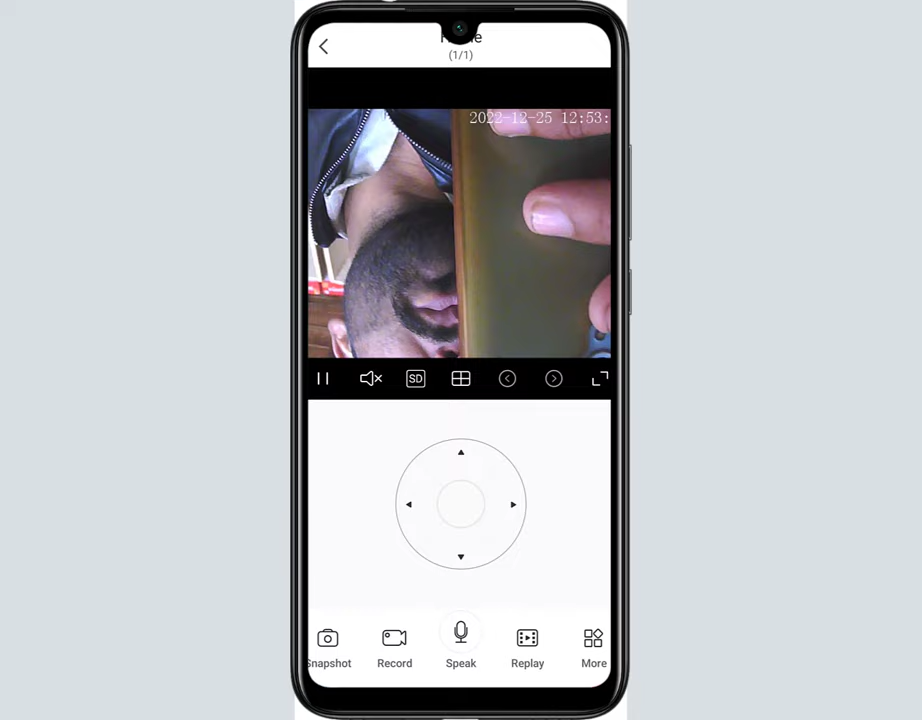 (1/1)
2022-12-25 12:53:
SD
Snapshot
Record
Speak
Replay
More